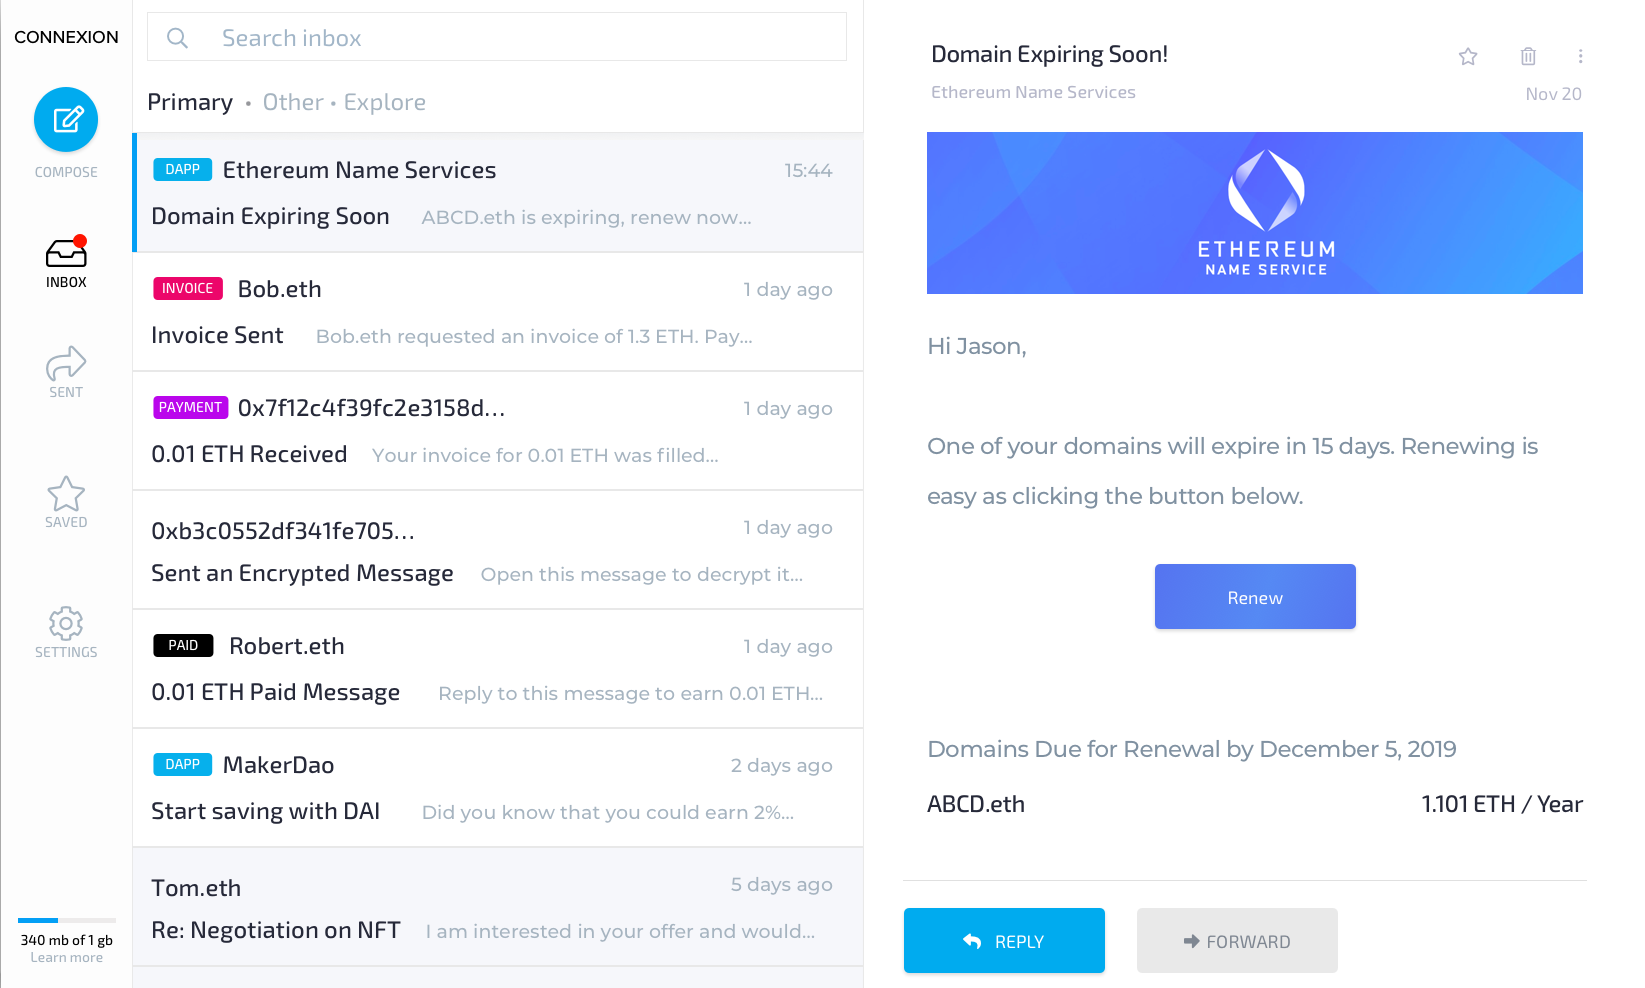 CONNEXION
COMPOSE
INBOX
SENT
SAVED
SETTINGS
340 mb of 1 gb
Learn more
Search inbox
Primary • Other • Explore
DAPP Ethereum Name Services 15:44
Domain Expiring Soon ABCD.eth is expiring, renew now...
INVOICE Bob.eth 1 day ago
Invoice Sent Bob.eth requested an invoice of 1.3 ETH. Pay...
PAYMENT 0x7f12c4f39fc2e3158d... 1 day ago
0.01 ETH Received Your invoice for 0.01 ETH was filled...
0xb3c0552df341fe705... 1 day ago
Sent an Encrypted Message Open this message to decrypt it...
PAID Robert.eth 1 day ago
0.01 ETH Paid Message Reply to this message to earn 0.01 ETH...
DAPP MakerDao 2 days ago
Start saving with DAI Did you know that you could earn 2%...
Tom.eth 5 days ago
Re: Negotiation on NFT I am interested in your offer and would...
Domain Expiring Soon!
Ethereum Name Services Nov 20
ETHEREUM
NAME SERVICE
Hi Jason,
One of your domains will expire in 15 days. Renewing is
easy as clicking the button below.
Renew
Domains Due for Renewal by December 5, 2019
ABCD.eth 1.101 ETH / Year
REPLY FORWARD